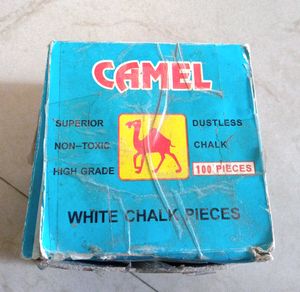 CAMEL
SUPERIOR DUSTLESS
NON-TOXIC CHALK
HIGH GRADE 100 PIECES
WHITE CHALK PIECES